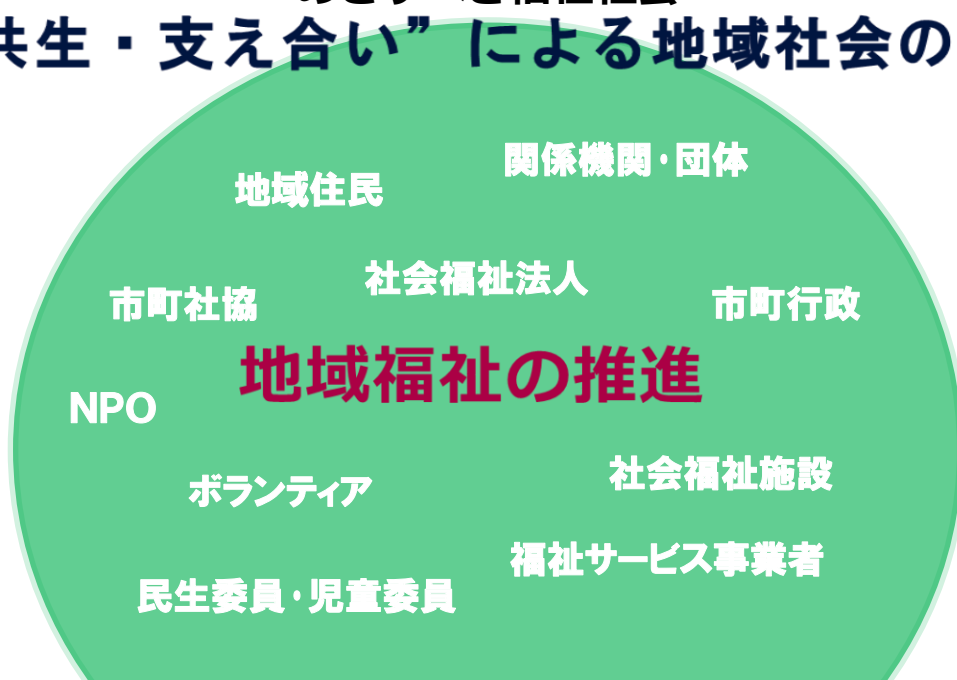 共生・支え合い”による地域社会の
関係機関・団体
地域住民
社会福祉法人
市町社協
市町行政
地域福祉の推進
NPO
社会福祉施設
ボランティア
福祉サービス事業者
民生委員・児童委員